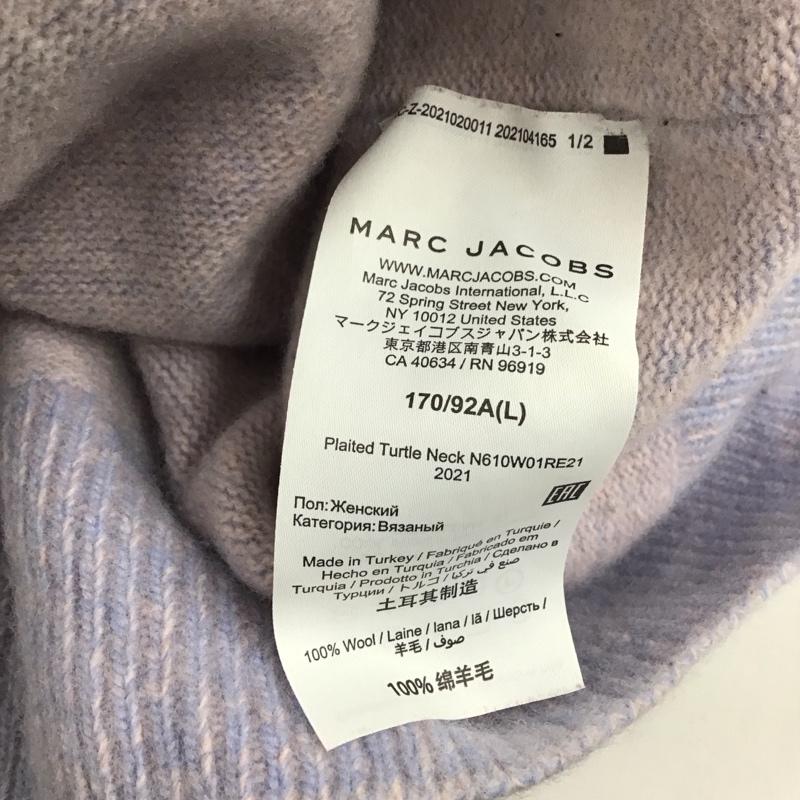 C-Z-2021020011 202104165 1/2
MARC JACOBS
WWW.MARCJACOBS.COM
Marc Jacobs International, L.L.C
72 Spring Street New York,
NY 10012 United States
マークジェイコブスジャパン株式会社
東京都港区南青山3-1-3
CA 40634 / RN 96919
170/92A(L)
Plaited Turtle Neck N610W01RE21
2021
EAC
Пол:Женский
Категория:Вязаный
Made in Turkey / Fabriqué en Turquie /
Hecho en Turquia / Fabricado em
Turquia / Prodotto in Turchia / Сделано в
Турции / トルコ / صنع في تركيا
土耳其制造
100% Wool / Laine / lana / lã / Шерсть /
羊毛 / صوف
100% 绵羊毛